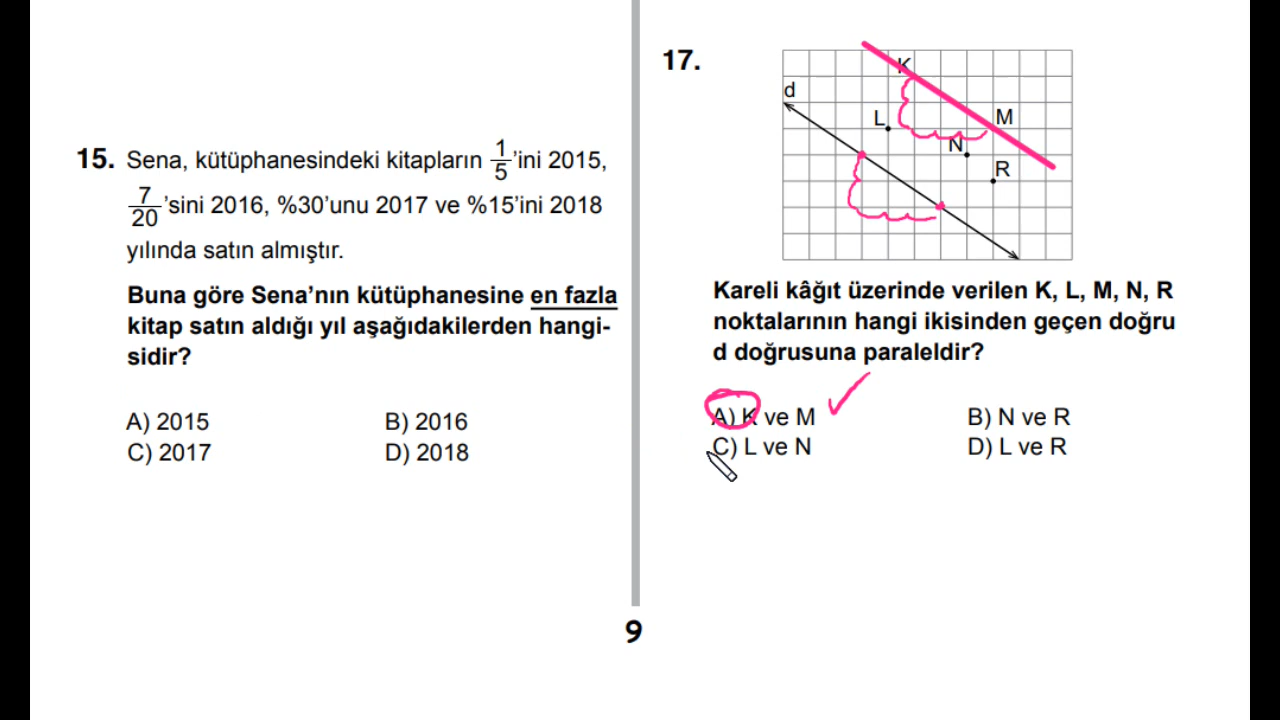 15. Sena, kütüphanesindeki kitapların 1/5'ini 2015,
7/20'sini 2016, %30'unu 2017 ve %15'ini 2018
yılında satın almıştır.
Buna göre Sena'nın kütüphanesine en fazla
kitap satın aldığı yıl aşağıdakilerden hangi-
sidir?
A) 2015 B) 2016
C) 2017 D) 2018
17.
K
d
L
M
N
R
Kareli kâğıt üzerinde verilen K, L, M, N, R
noktalarının hangi ikisinden geçen doğru
d doğrusuna paraleldir?
A) K ve M B) N ve R
C) L ve N D) L ve R
9